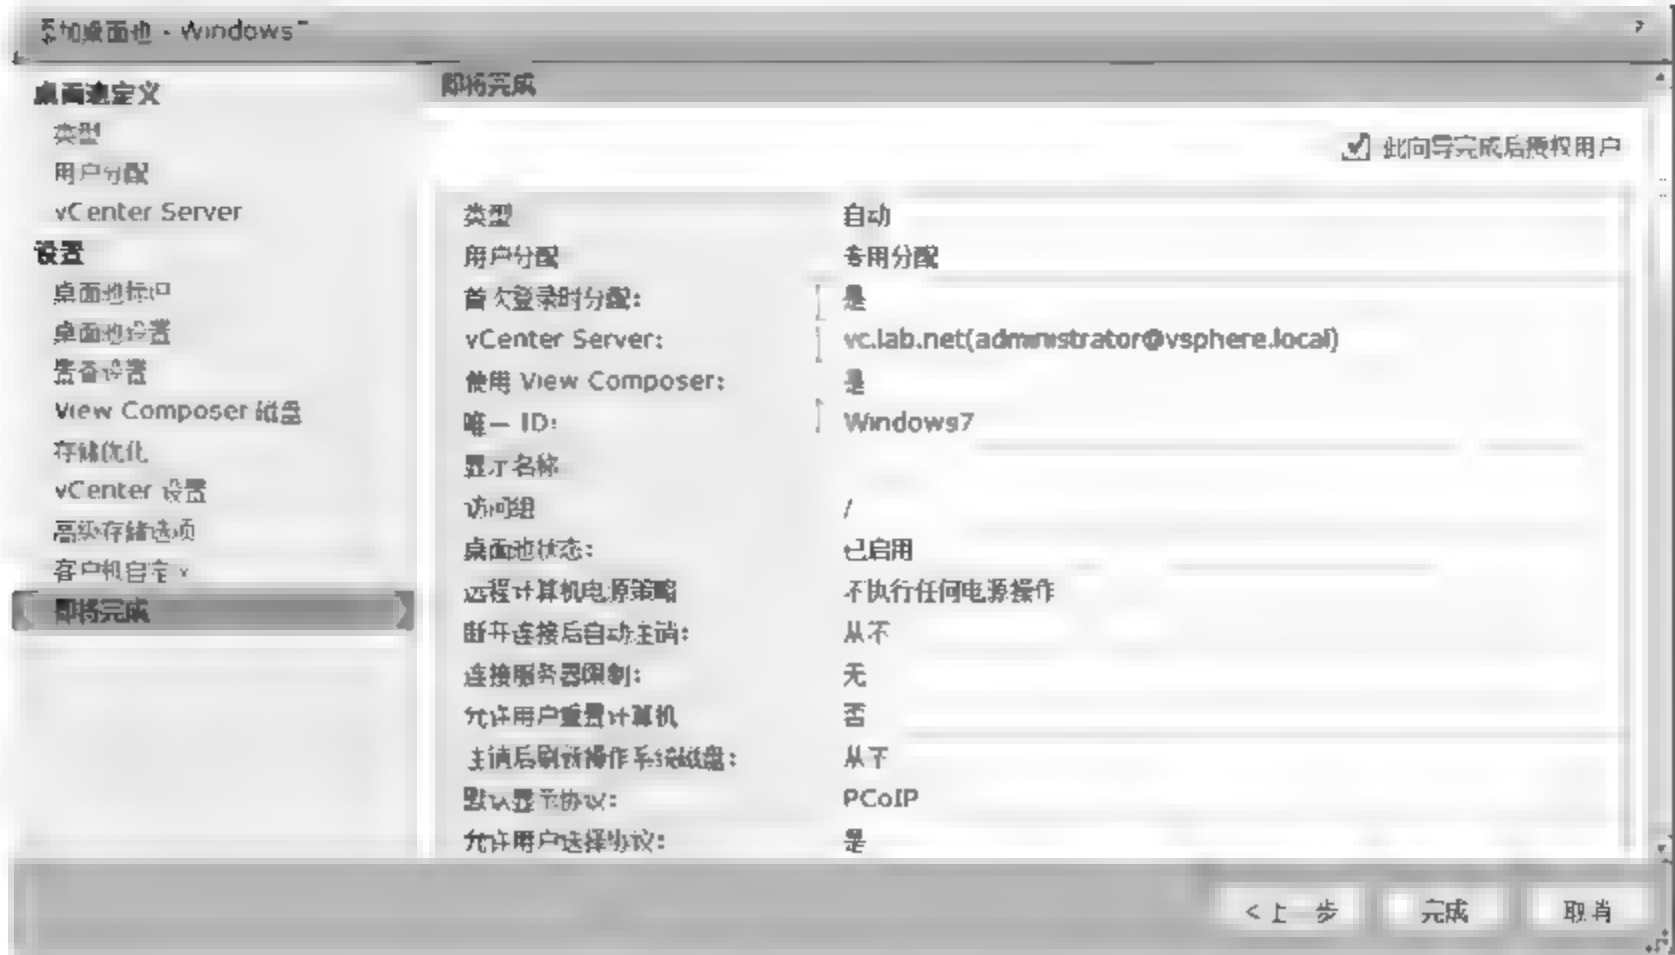 添加桌面池 - Windows7
?
桌面池定义
类型
用户分配
vCenter Server
设置
桌面池标识
桌面池设置
置备设置
View Composer 磁盘
存储优化
vCenter 设置
高级存储选项
客户机自定义
即将完成
即将完成
此向导完成后授权用户
类型 自动
用户分配 专用分配
首次登录时分配: 是
vCenter Server: vc.lab.net(administrator@vsphere.local)
使用 View Composer: 是
唯一 ID: Windows7
显示名称
访问组 /
桌面池状态: 已启用
远程计算机电源策略 不执行任何电源操作
断开连接后自动注销: 从不
连接服务器限制: 无
允许用户重置计算机 否
注销后刷新操作系统磁盘: 从不
默认显示协议: PCoIP
允许用户选择协议: 是
< 上一步 完成 取消